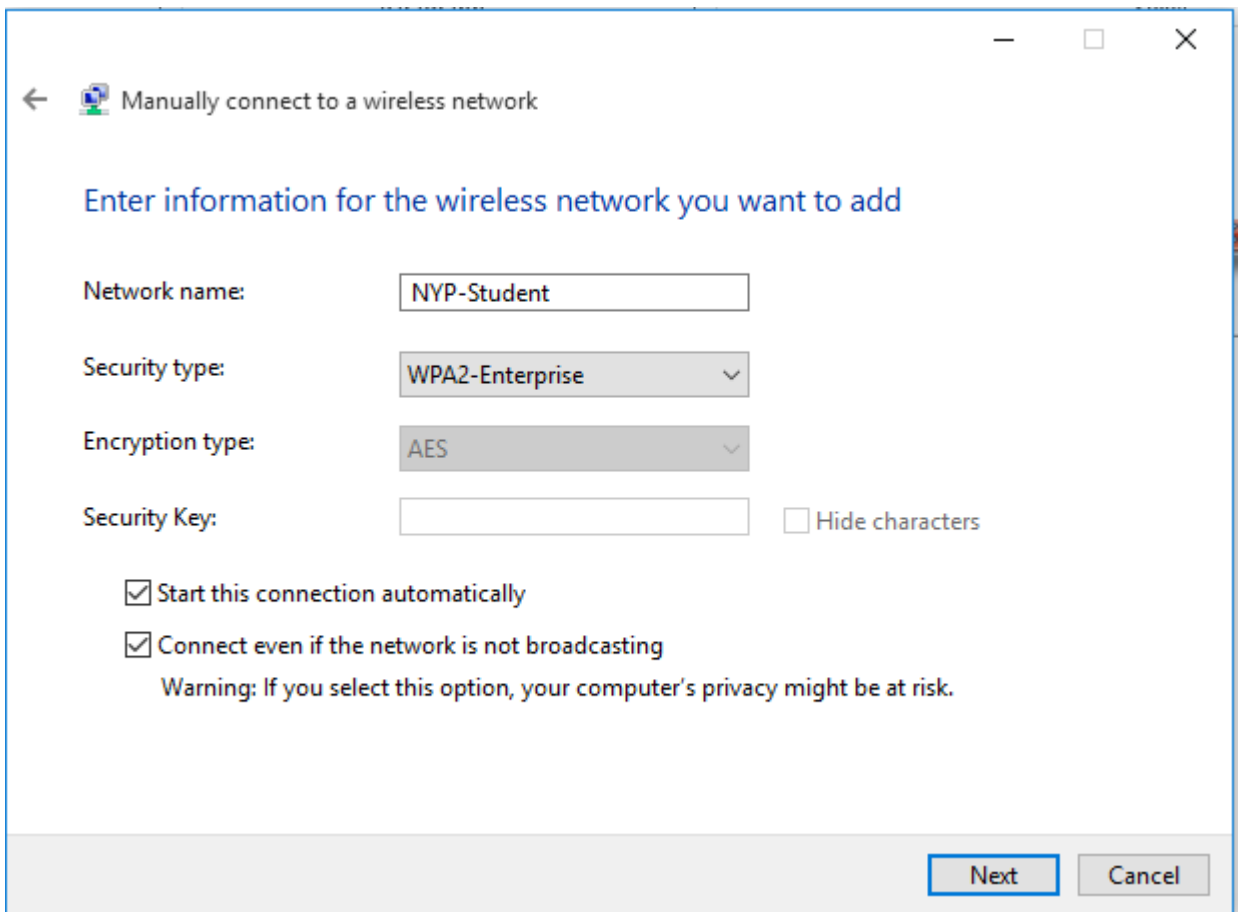 Manually connect to a wireless network
Enter information for the wireless network you want to add
Network name: NYP-Student
Security type: WPA2-Enterprise
Encryption type: AES
Security Key: Hide characters
Start this connection automatically
Connect even if the network is not broadcasting
Warning: If you select this option, your computer's privacy might be at risk.
Next Cancel